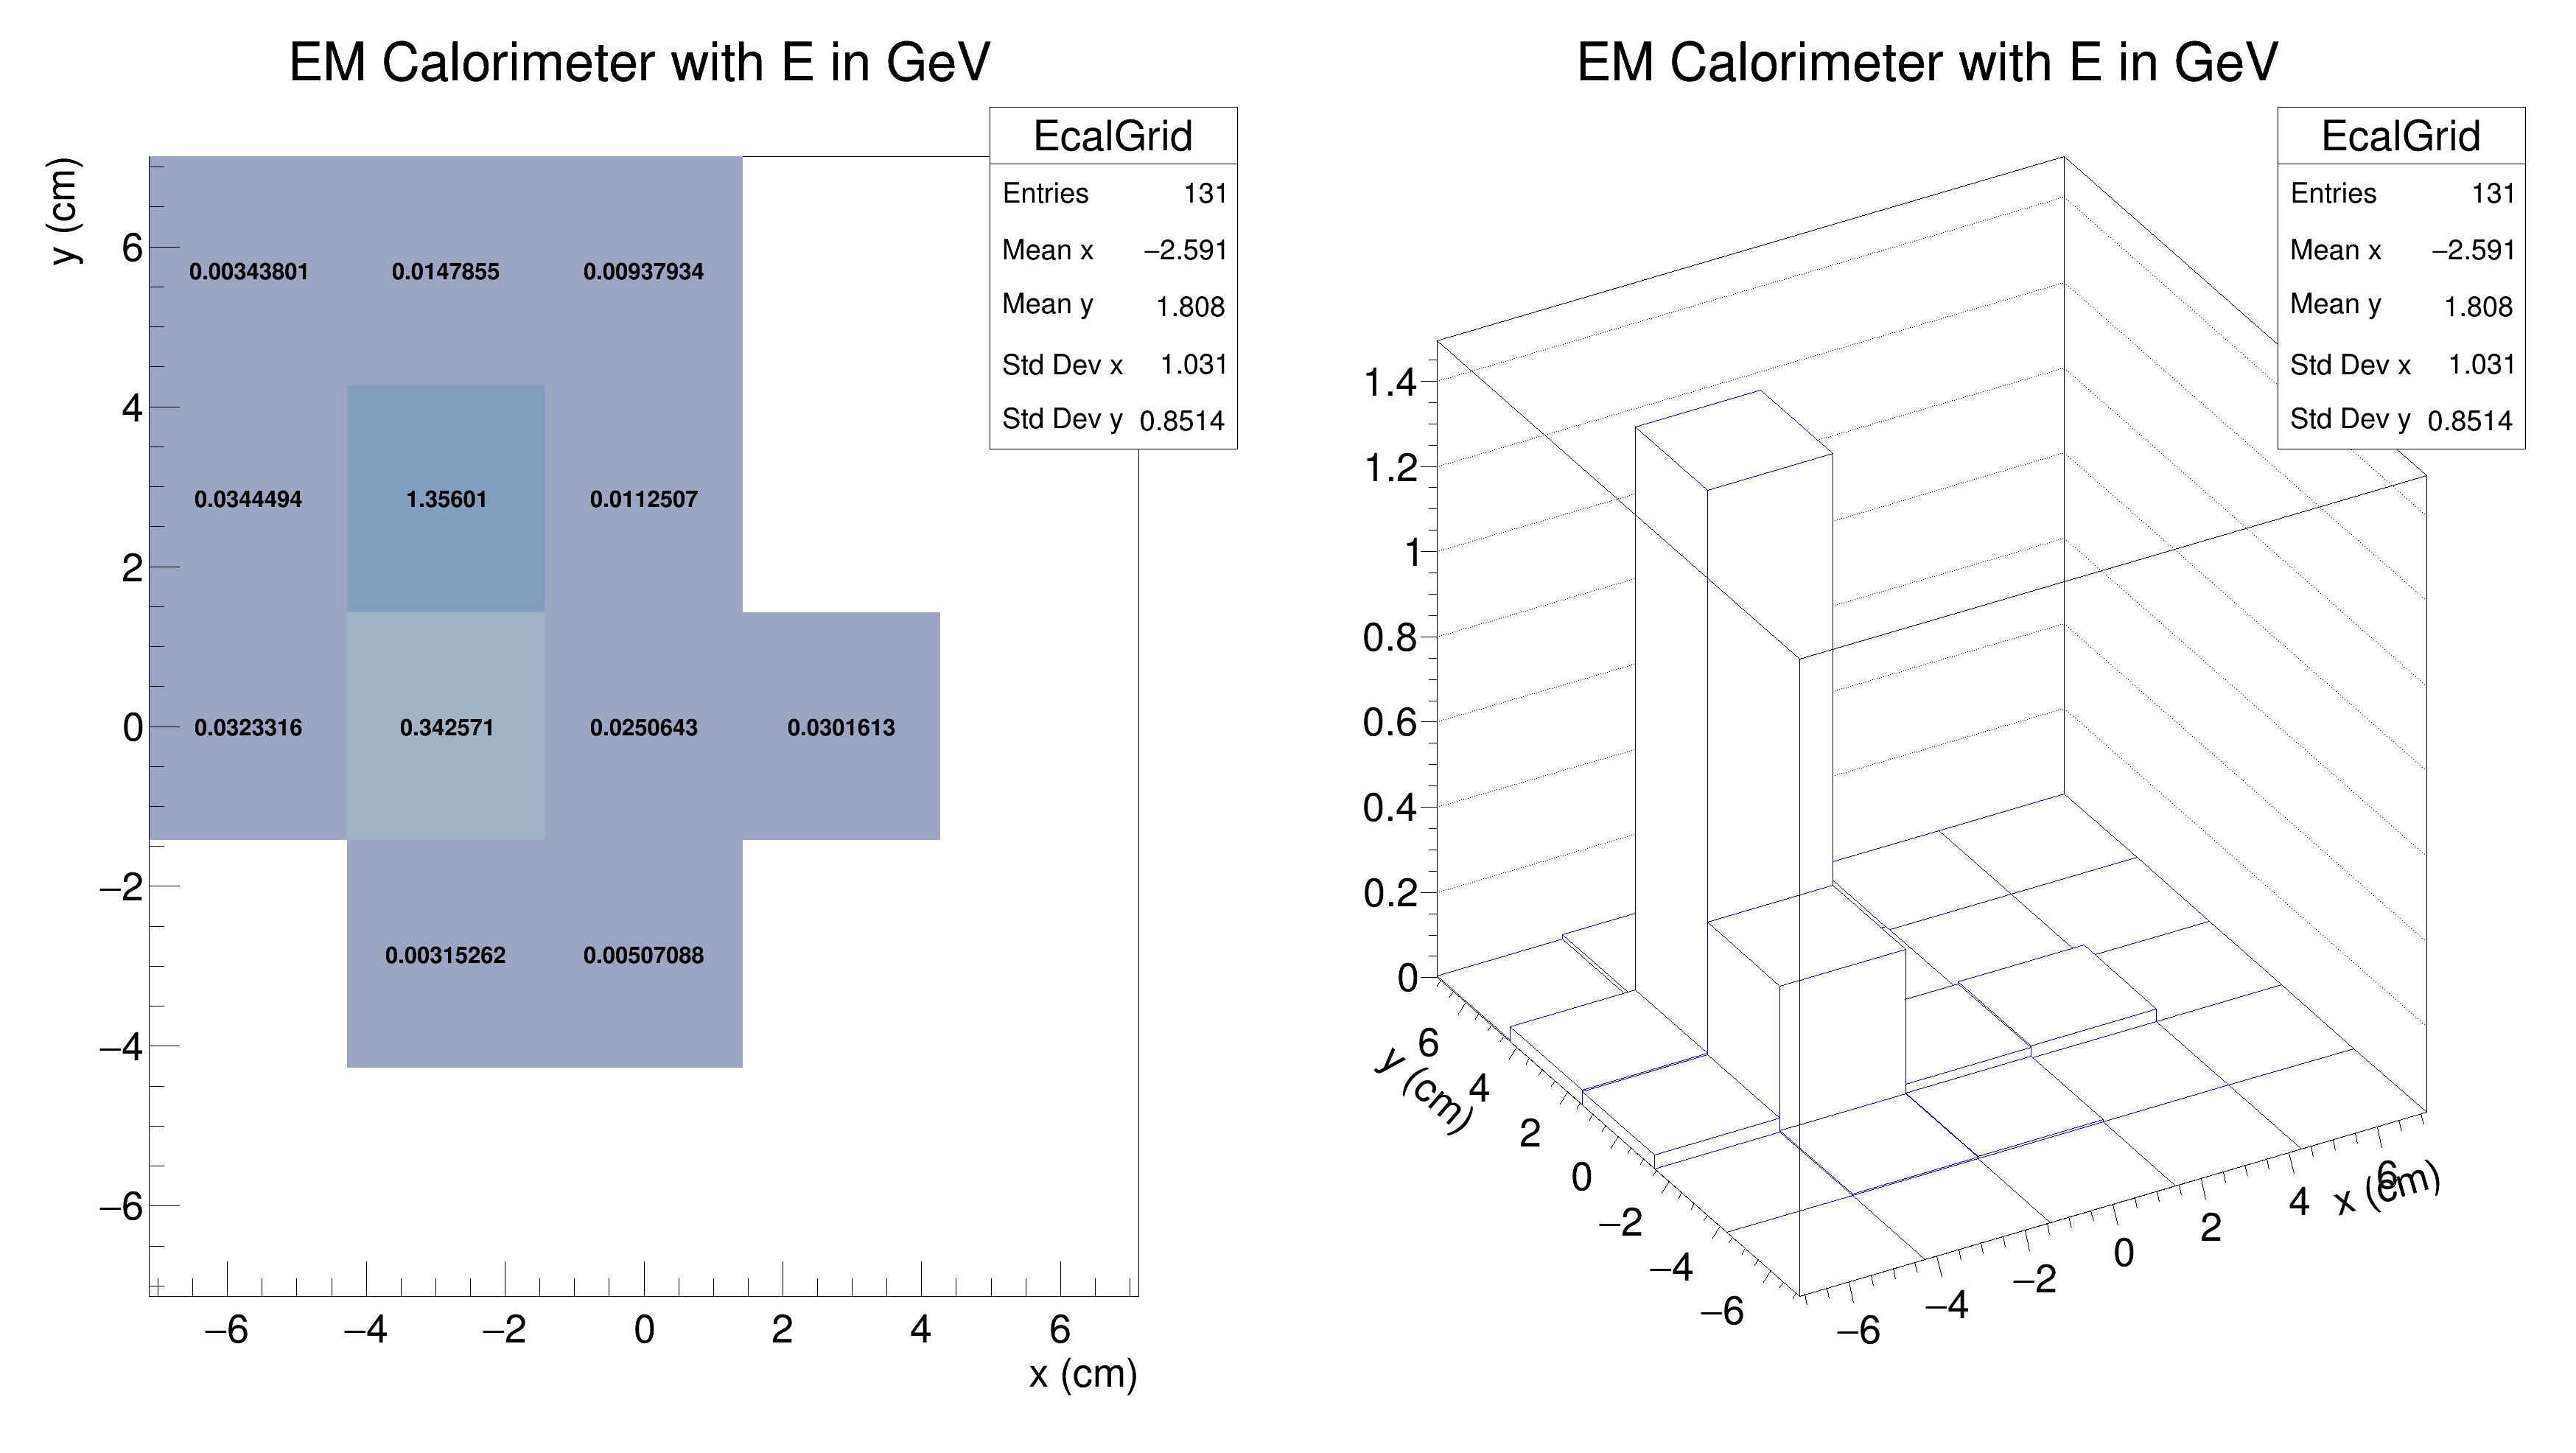 EM Calorimeter with E in GeV
EcalGrid
Entries 131
Mean x −2.591
Mean y 1.808
Std Dev x 1.031
Std Dev y 0.8514
y (cm)
6
4
2
0
−2
−4
−6
0.00343801 0.0147855 0.00937934
0.0344494 1.35601 0.0112507
0.0323316 0.342571 0.0250643 0.0301613
0.00315262 0.00507088
−6 −4 −2 0 2 4 6
x (cm)
EM Calorimeter with E in GeV
EcalGrid
Entries 131
Mean x −2.591
Mean y 1.808
Std Dev x 1.031
Std Dev y 0.8514
1.4
1.2
1
0.8
0.6
0.4
0.2
0
y (cm)
6
4
2
0
−2
−4
−6
−6 −4 −2 0 2 4 6
x (cm)